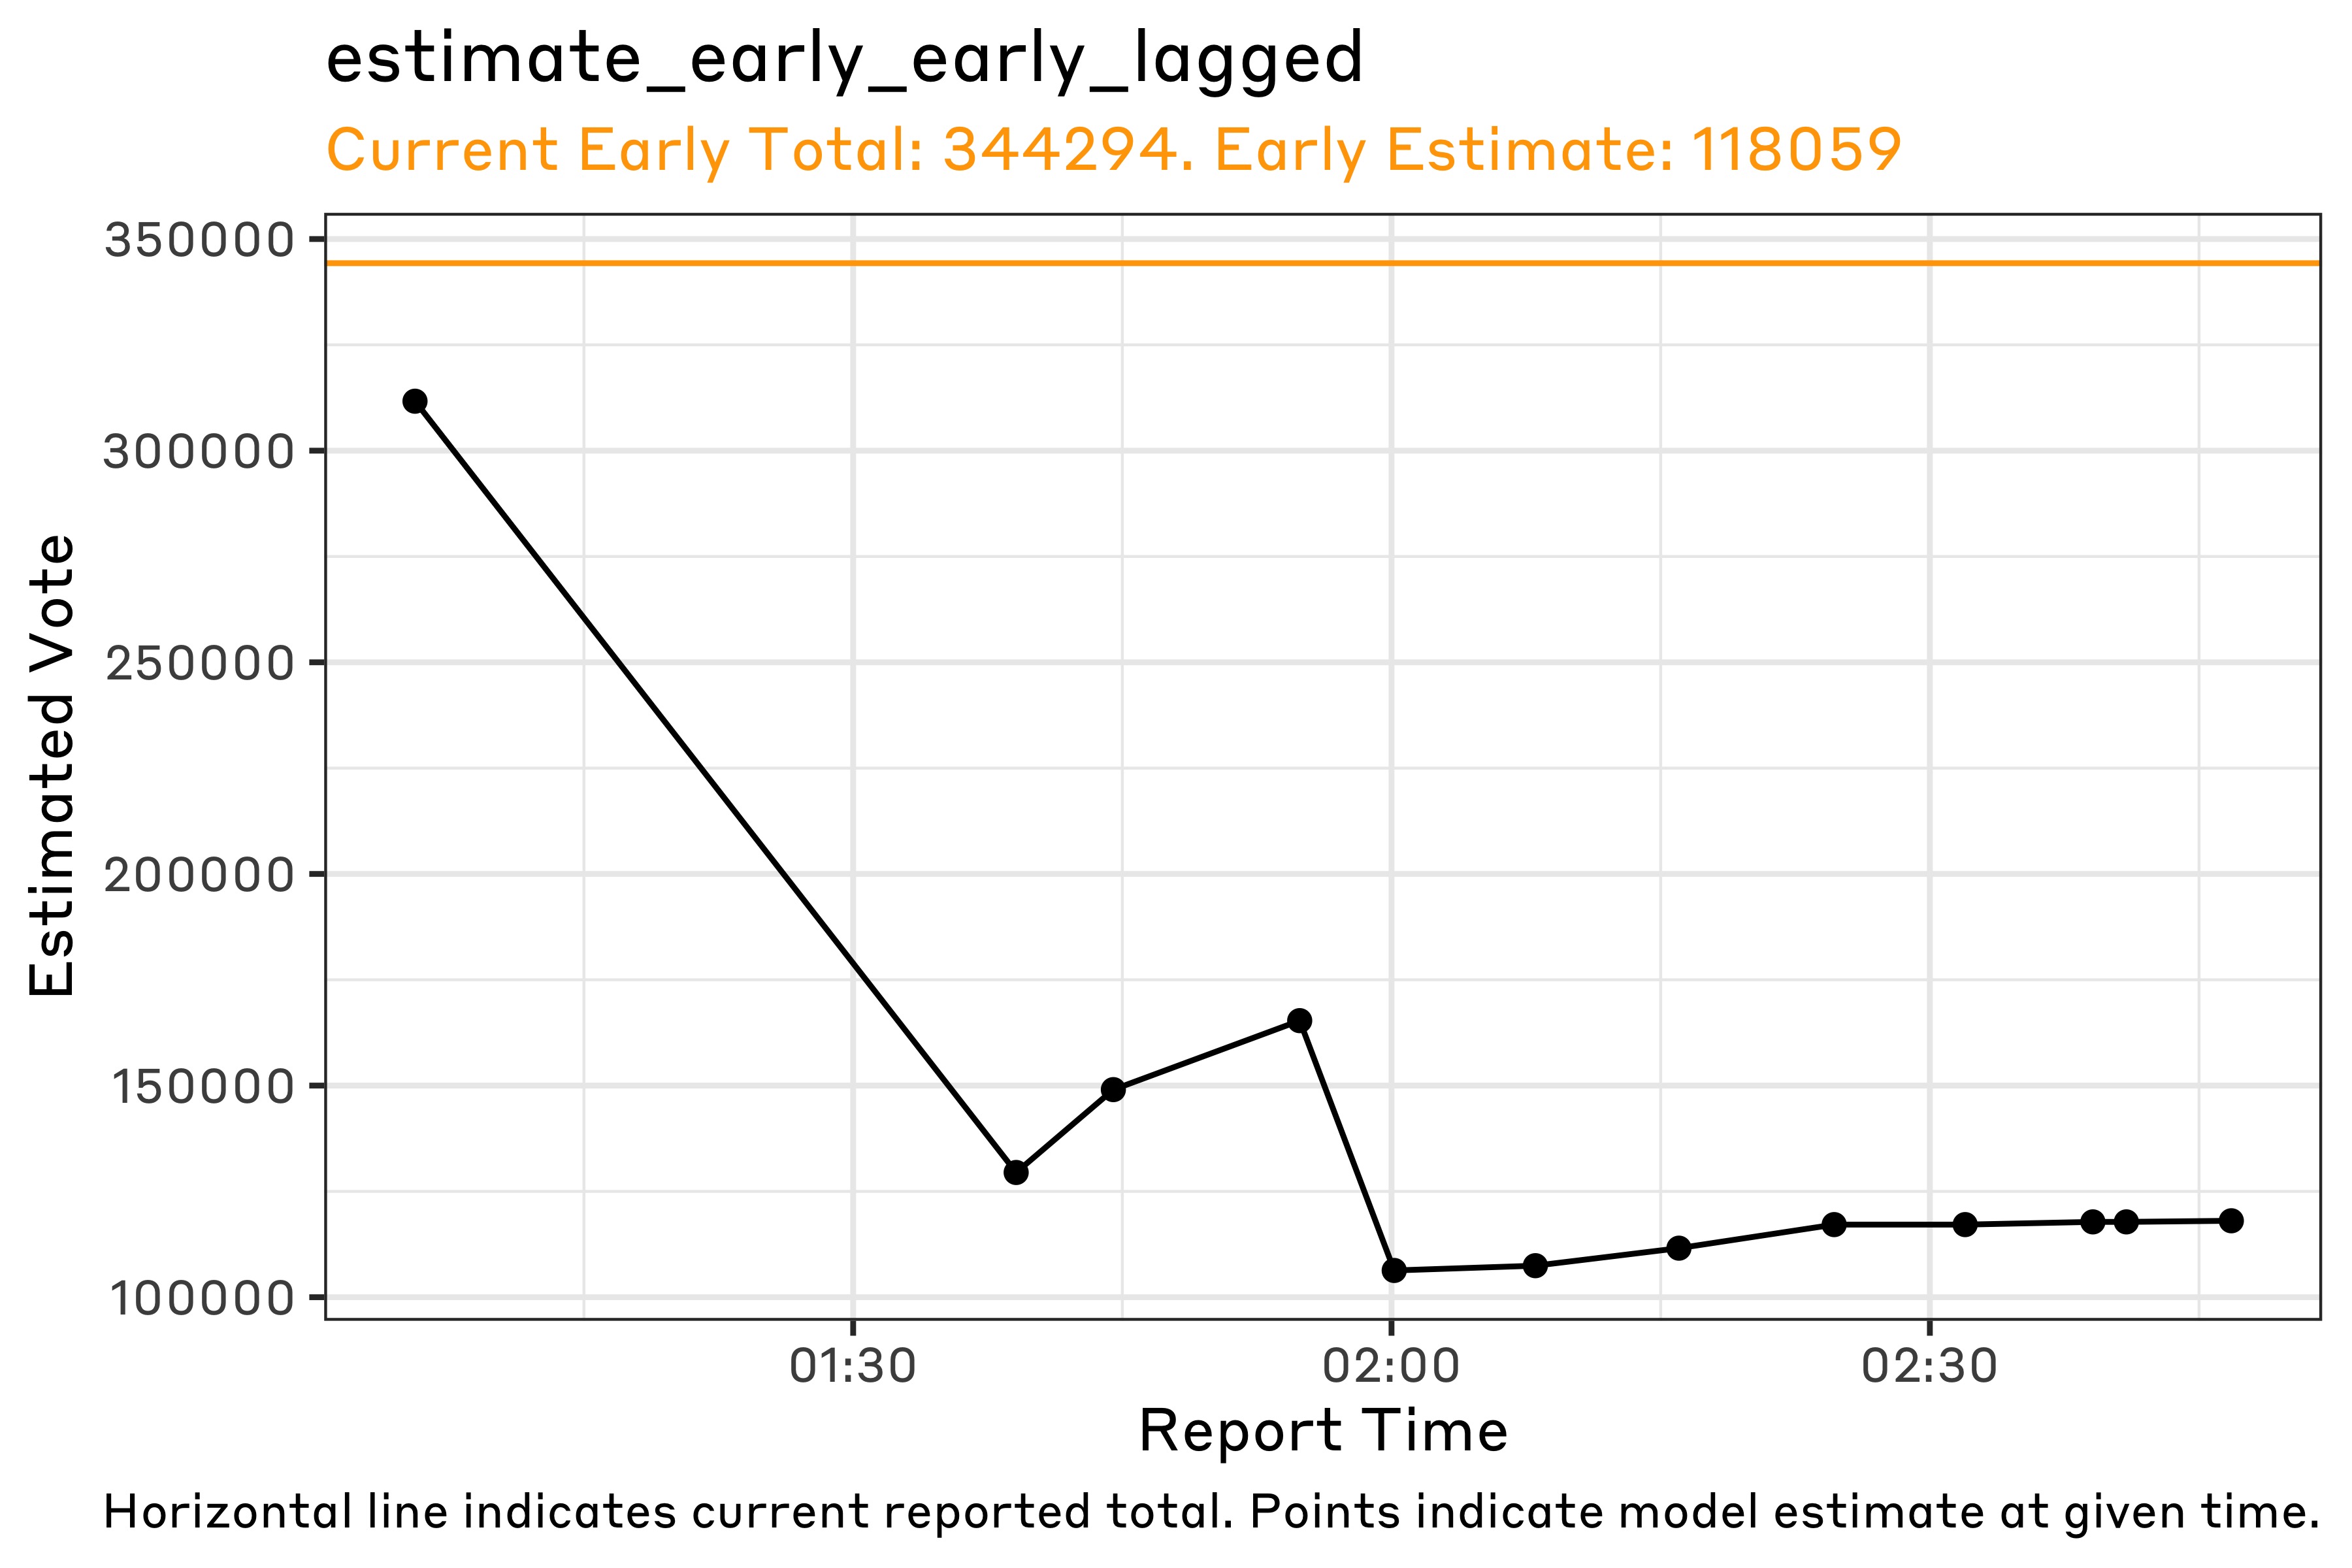 estimate_early_early_lagged
Current Early Total: 344294. Early Estimate: 118059
350000
300000
250000
200000
150000
100000
Estimated Vote
01:30 02:00 02:30
Report Time
Horizontal line indicates current reported total. Points indicate model estimate at given time.